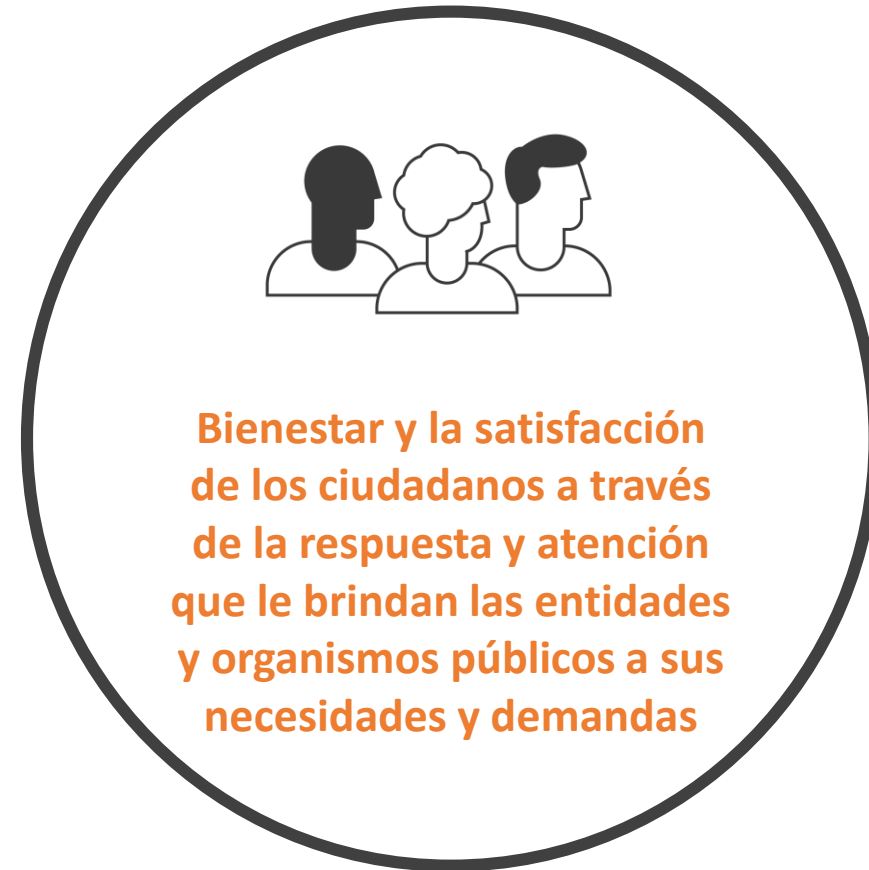 Bienestar y la satisfacción
de los ciudadanos a través
de la respuesta y atención
que le brindan las entidades
y organismos públicos a sus
necesidades y demandas